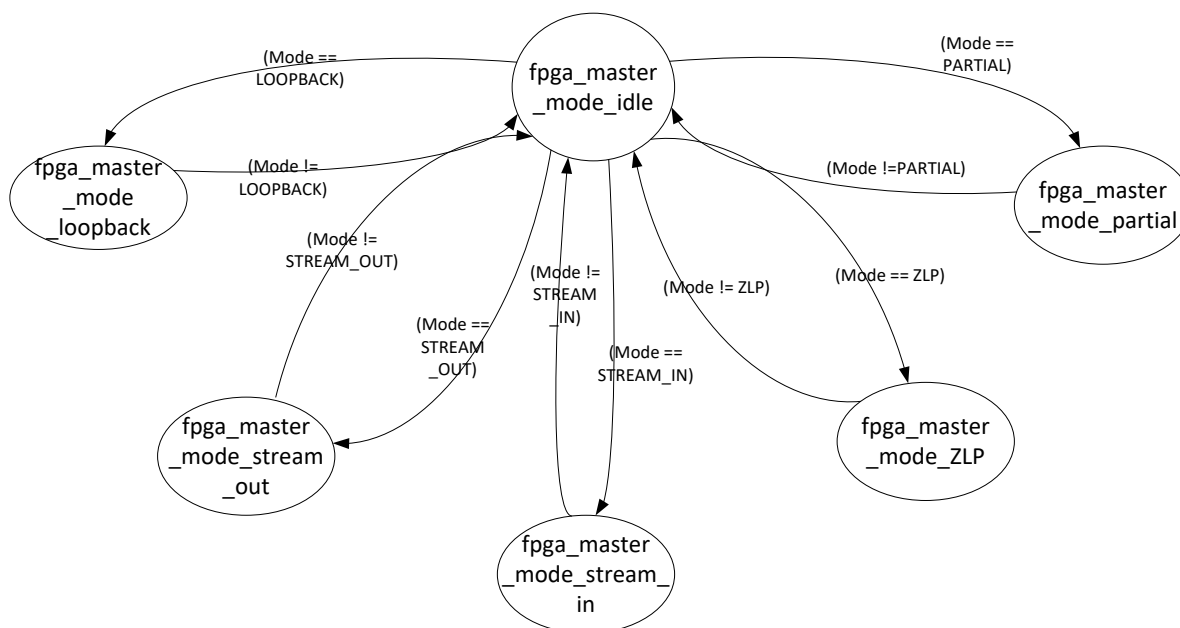 (Mode ==
LOOPBACK)
fpga_master
_mode_idle
(Mode ==
PARTIAL)
fpga_master
_mode
_loopback
(Mode !=
LOOPBACK)
(Mode !=PARTIAL)
fpga_master
_mode_partial
(Mode !=
STREAM_OUT)
(Mode !=
STREAM
_IN)
(Mode != ZLP)
(Mode == ZLP)
(Mode ==
STREAM
_OUT)
(Mode ==
STREAM_IN)
fpga_master
_mode_stream
_out
fpga_master
_mode_ZLP
fpga_master
_mode_stream_
in